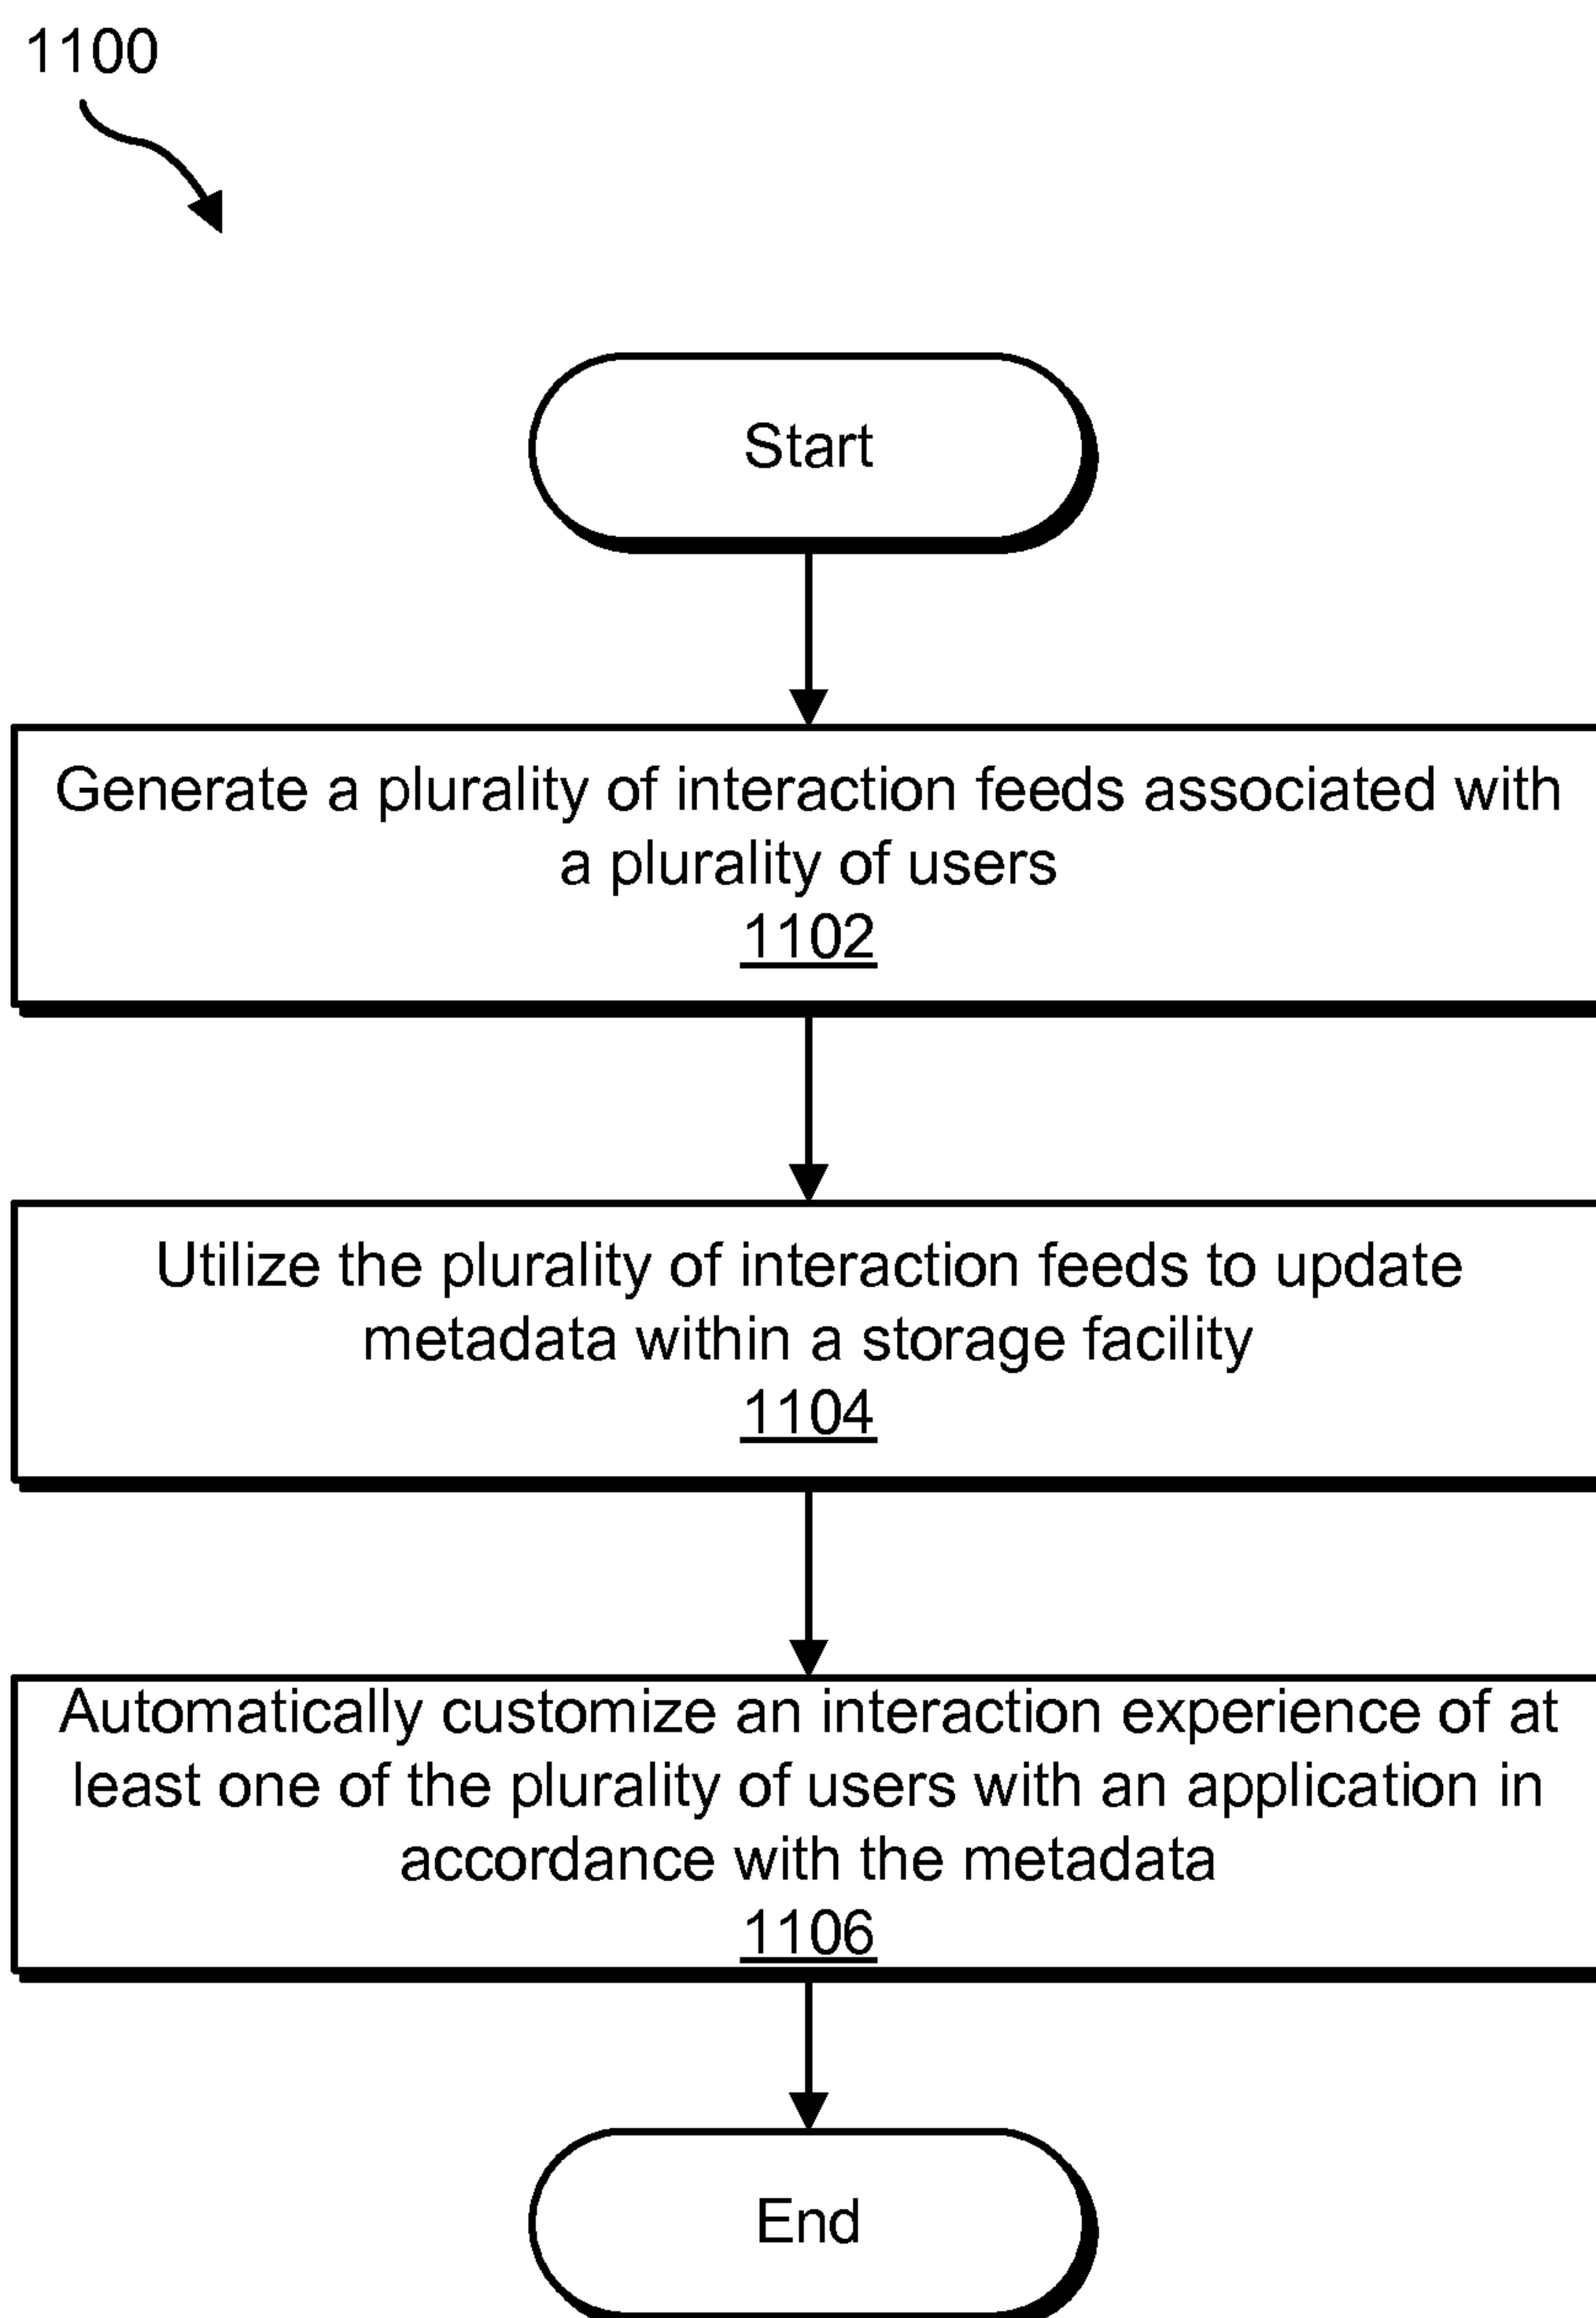 1100
Start
Generate a plurality of interaction feeds associated with
a plurality of users
1102
Utilize the plurality of interaction feeds to update
metadata within a storage facility
1104
Automatically customize an interaction experience of at
least one of the plurality of users with an application in
accordance with the metadata
1106
End